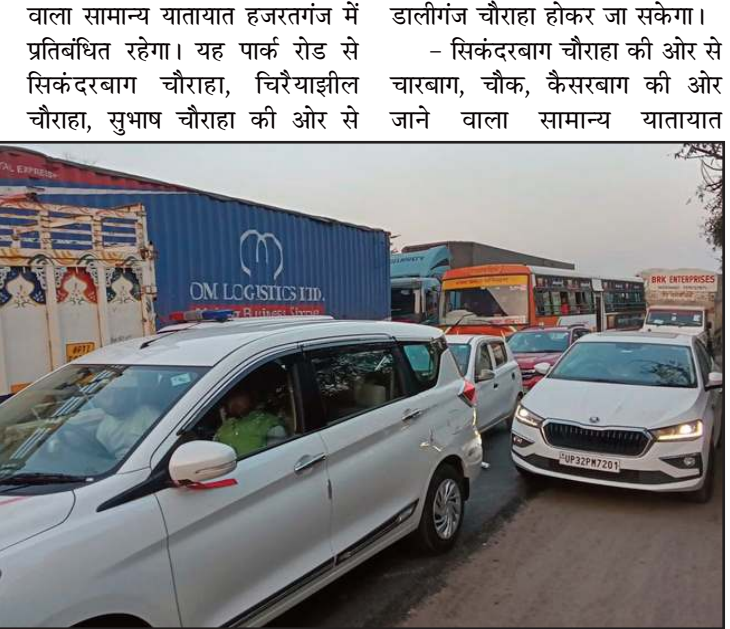 वाला सामान्य यातायात हजरतगंज में
प्रतिबंधित रहेगा। यह पार्क रोड से
सिकंदरबाग चौराहा, चिरैयाझील
चौराहा, सुभाष चौराहा की ओर से
डालीगंज चौराहा होकर जा सकेगा।
– सिकंदरबाग चौराहा की ओर से
चारबाग, चौक, कैसरबाग की ओर
जाने वाला सामान्य यातायात
OM LOGISTICS LTD.
BRK ENTERPRISES
UP32PM7201